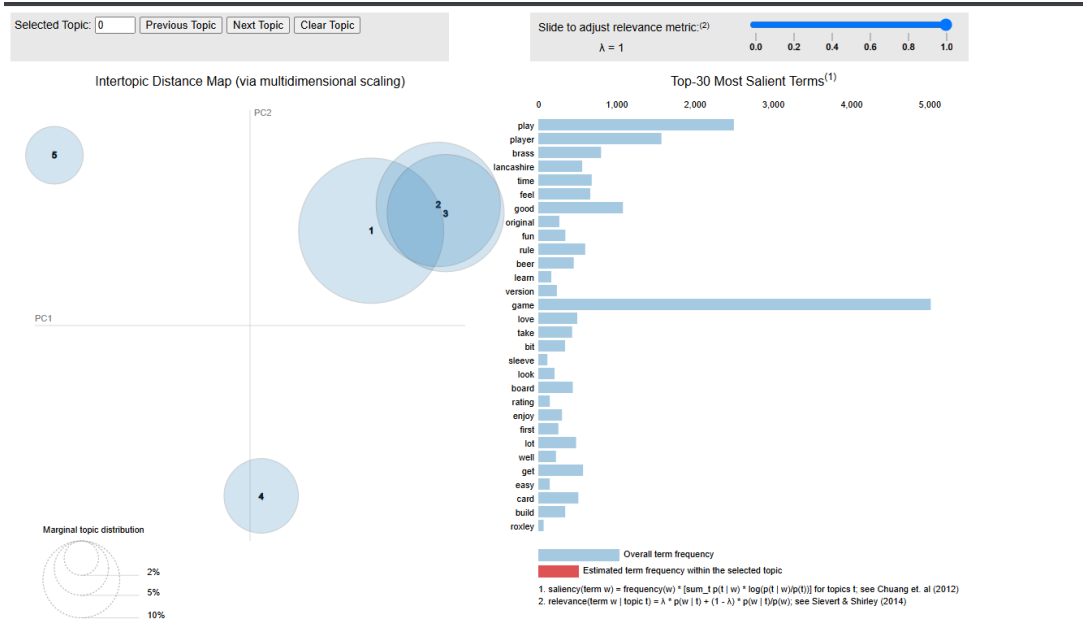 Selected Topic: 0 Previous Topic Next Topic Clear Topic
Slide to adjust relevance metric:(2)
λ = 1
0.0 0.2 0.4 0.6 0.8 1.0
Intertopic Distance Map (via multidimensional scaling)
PC2
PC1
5
2
3
1
4
Marginal topic distribution
2%
5%
10%
Top-30 Most Salient Terms(1)
0 1,000 2,000 3,000 4,000 5,000
play
player
brass
lancashire
time
feel
good
original
fun
rule
beer
learn
version
game
love
take
bit
sleeve
look
board
rating
enjoy
first
lot
well
get
easy
card
build
roxley
Overall term frequency
Estimated term frequency within the selected topic
1. saliency(term w) = frequency(w) * [sum_t p(t | w) * log(p(t | w)/p(t))] for topics t; see Chuang et. al (2012)
2. relevance(term w | topic t) = λ * p(w | t) + (1 - λ) * p(w | t)/p(w); see Sievert & Shirley (2014)